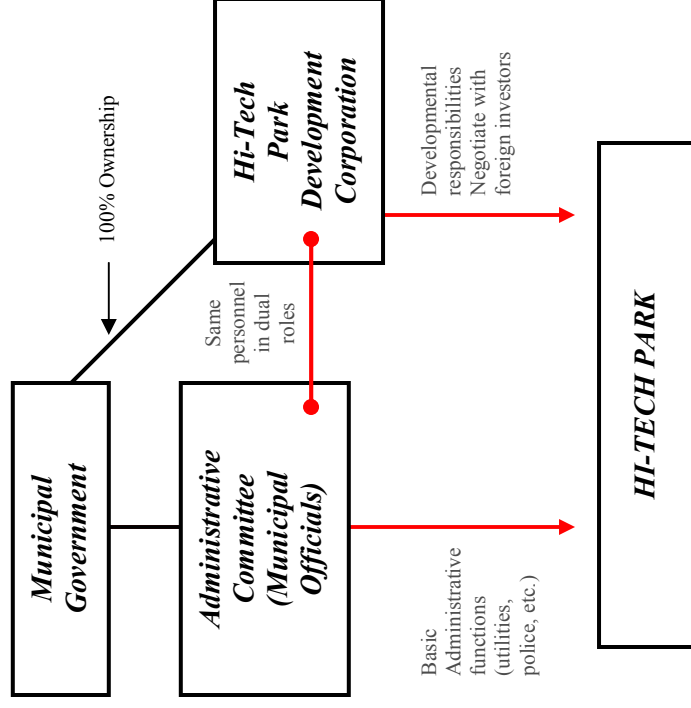 Municipal
Government
100% Ownership
Administrative
Committee
(Municipal
Officials)
Same
personnel
in dual
roles
Hi-Tech
Park
Development
Corporation
Basic
Administrative
functions
(utilities,
police, etc.)
Developmental
responsibilities
Negotiate with
foreign investors
HI-TECH PARK